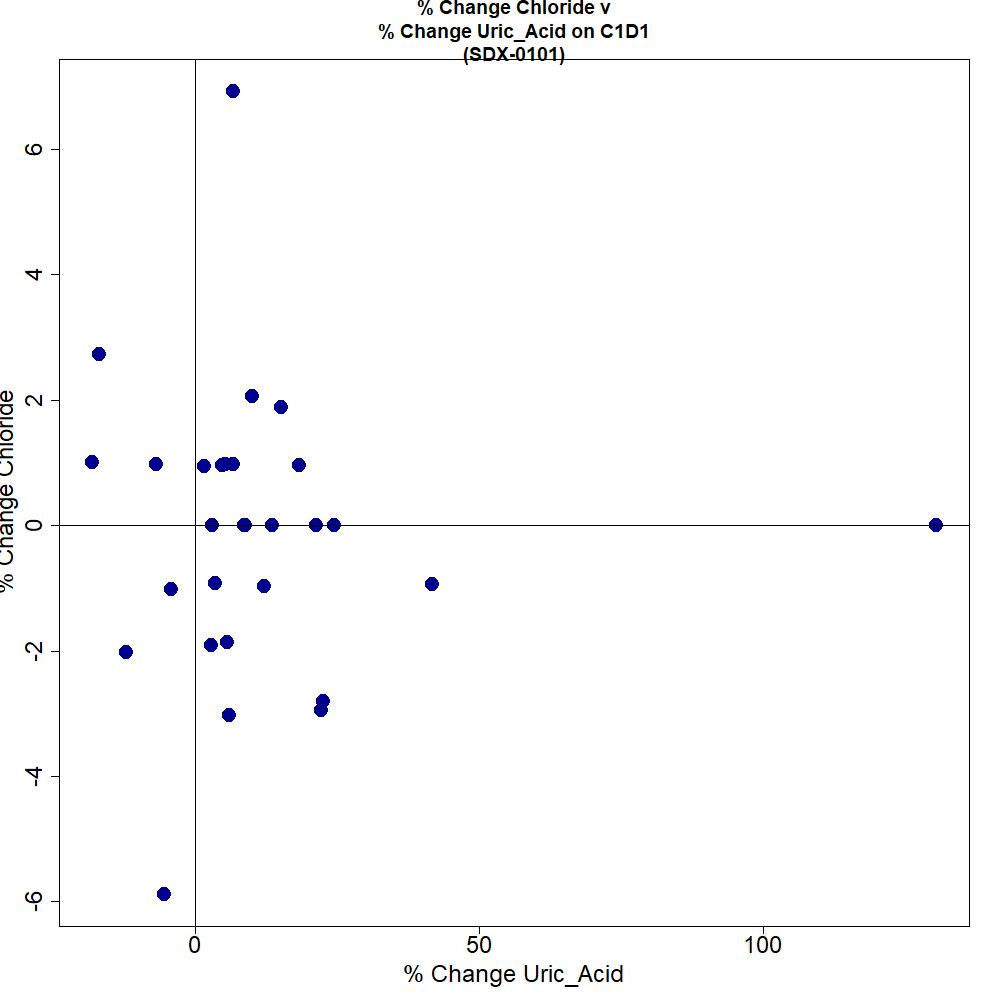 % Change Chloride v
% Change Uric_Acid on C1D1
(SDX-0101)
% Change Chloride
6
4
2
0
-2
-4
-6
0 50 100
% Change Uric_Acid